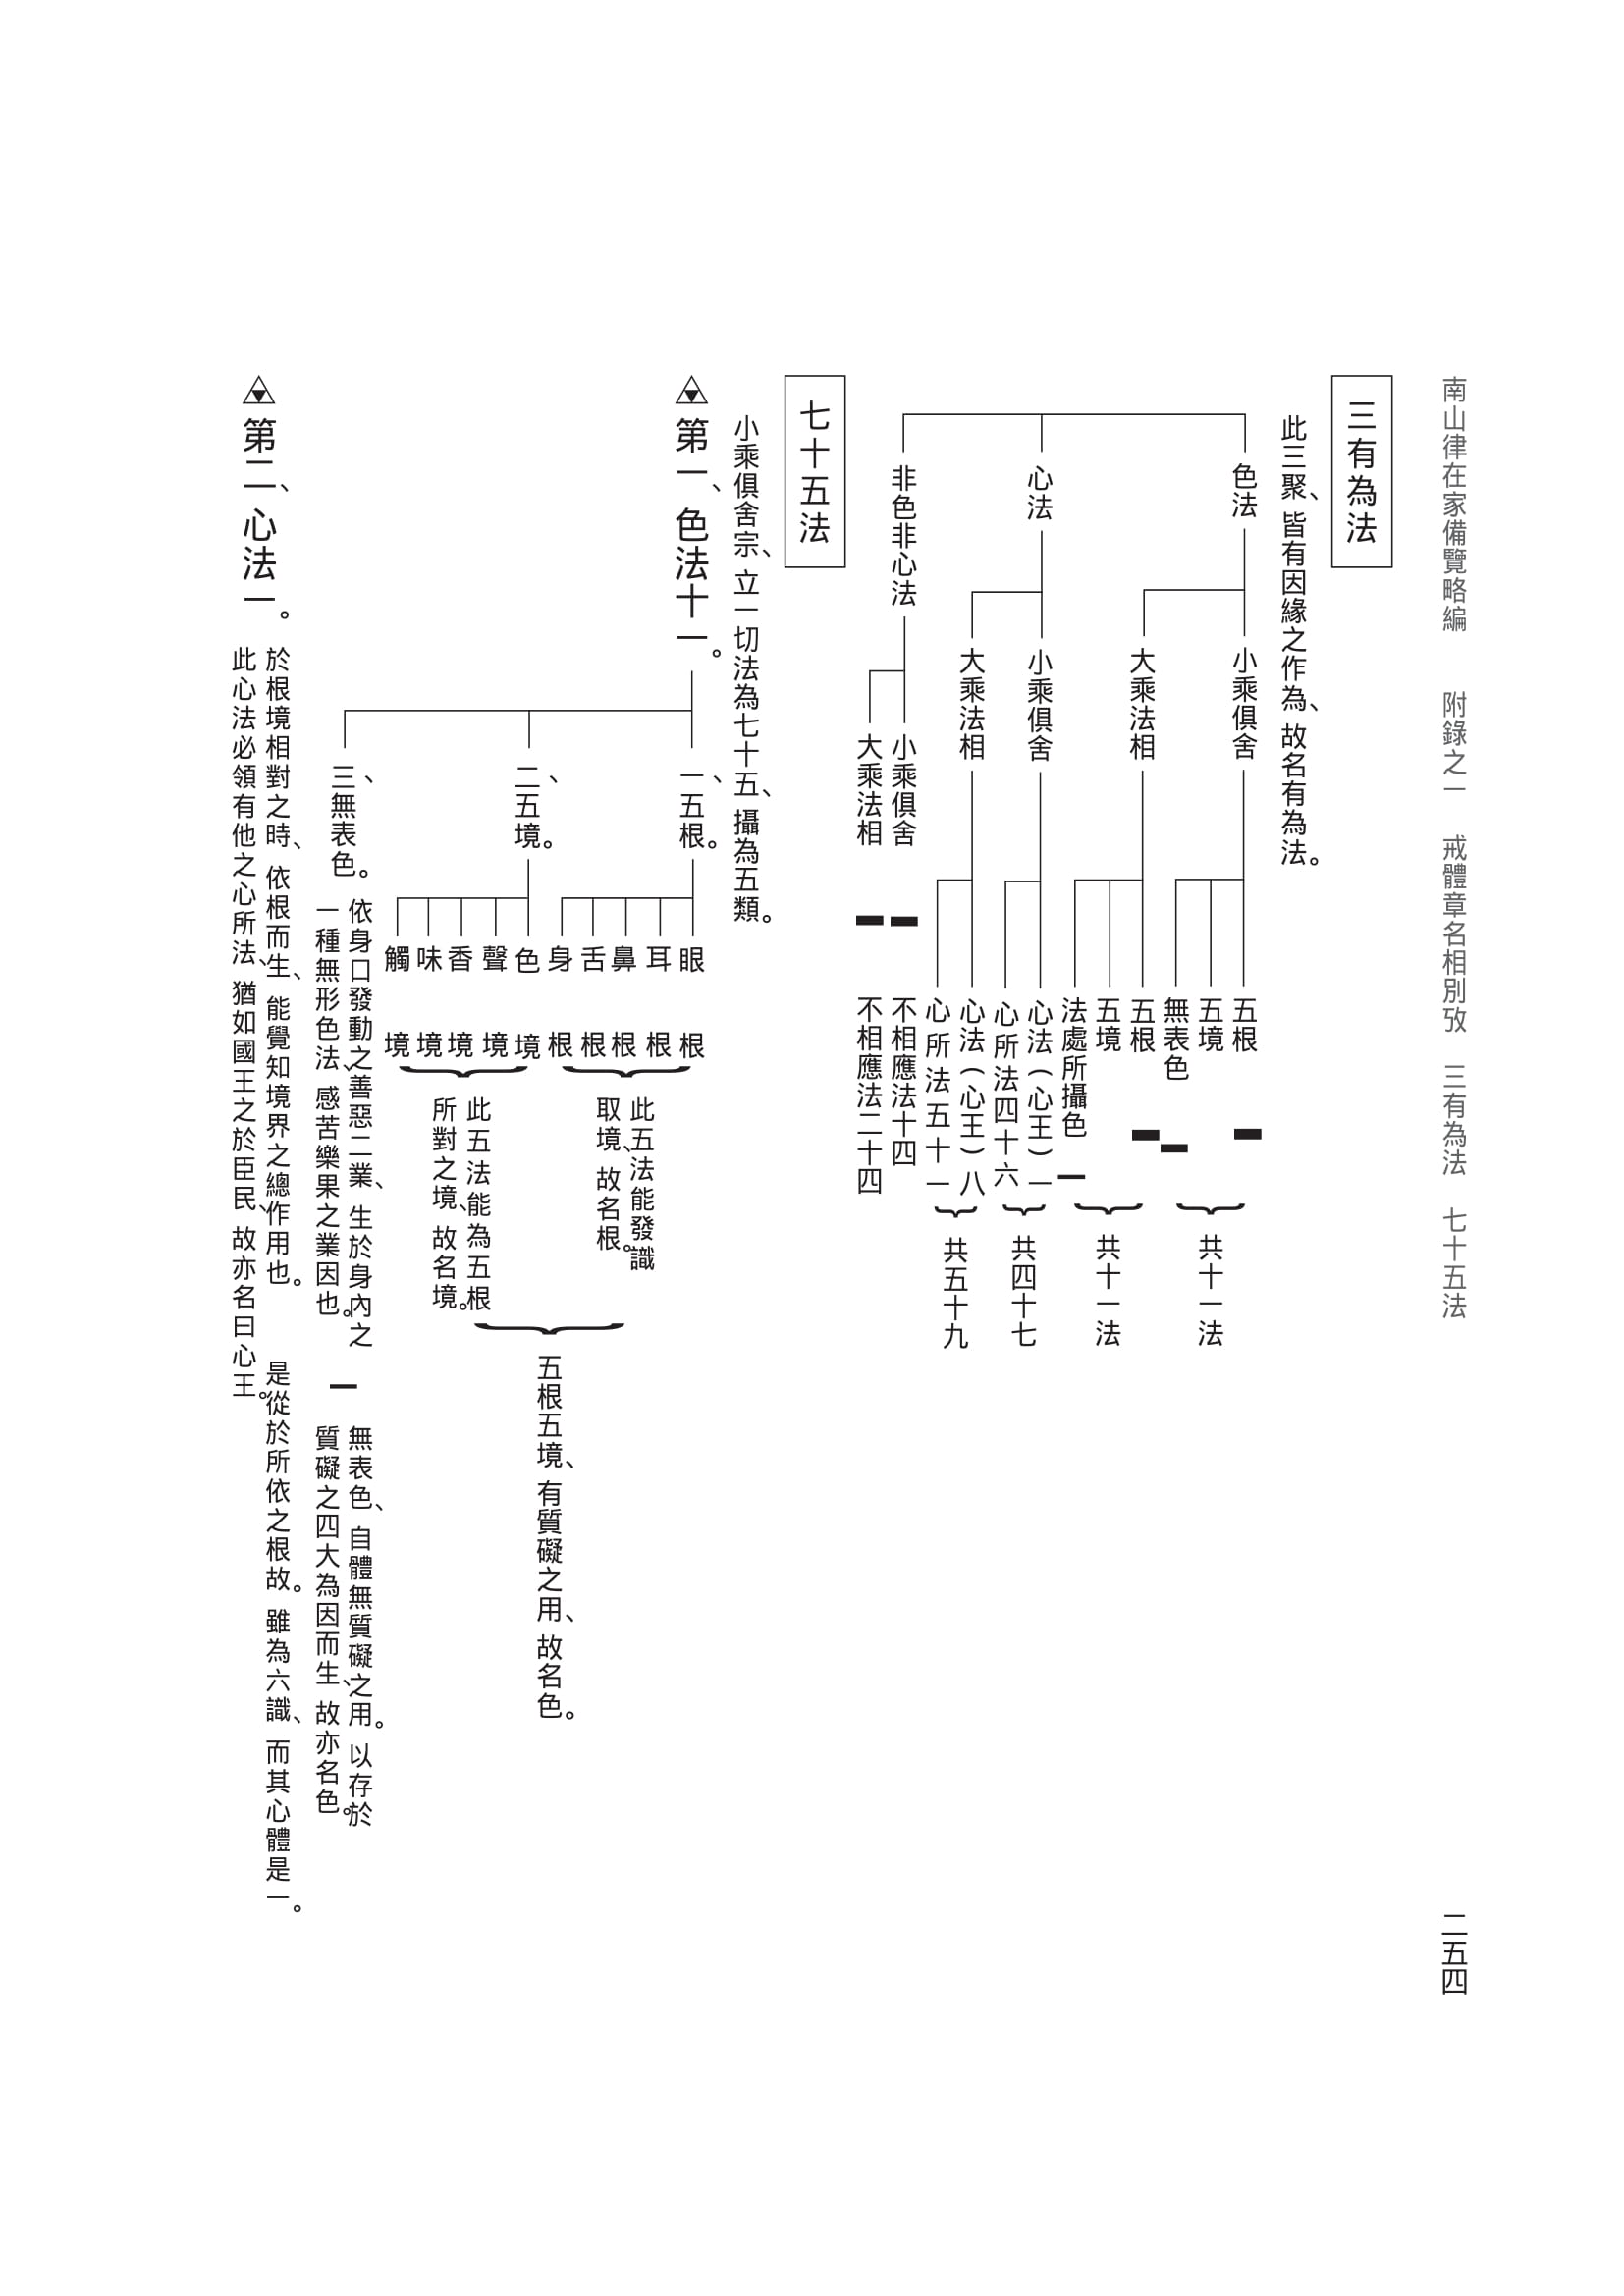 南山律在家備覽略編　附錄之一　戒體章名相別攷　三有為法　七十五法
二五四
三有為法
此三聚、皆有因緣之作為、故名有為法。
色法
小乘俱舍
五根
五境
無表色
共十一法
大乘法相
五根
五境
法處所攝色
共十一法
心法
小乘俱舍
心法（心王）一
心所法四十六
共四十七
大乘法相
心法（心王）八
心所法五十一
共五十九
非色非心法
小乘俱舍
不相應法十四
大乘法相
不相應法二十四
七十五法
小乘俱舍宗、立一切法為七十五、攝為五類。
第一、色法十一。
一、五根。
眼根
耳根
鼻根
舌根
身根
此五法能發識
取境、故名根。
二、五境。
色境
聲境
香境
味境
觸境
此五法能為五根
所對之境、故名境。
五根五境、有質礙之用、故名色。
三、無表色。
依身口發動之善惡二業、生於身內之
一種無形色法、感苦樂果之業因也。
無表色、自體無質礙之用。以存於
質礙之四大為因而生、故亦名色。
第二、心法一。
於根境相對之時、依根而生、能覺知境界之總作用也。　是從於所依之根故。雖為六識、而其心體是一。
此心法必領有他之心所法、猶如國王之於臣民、故亦名曰心王。